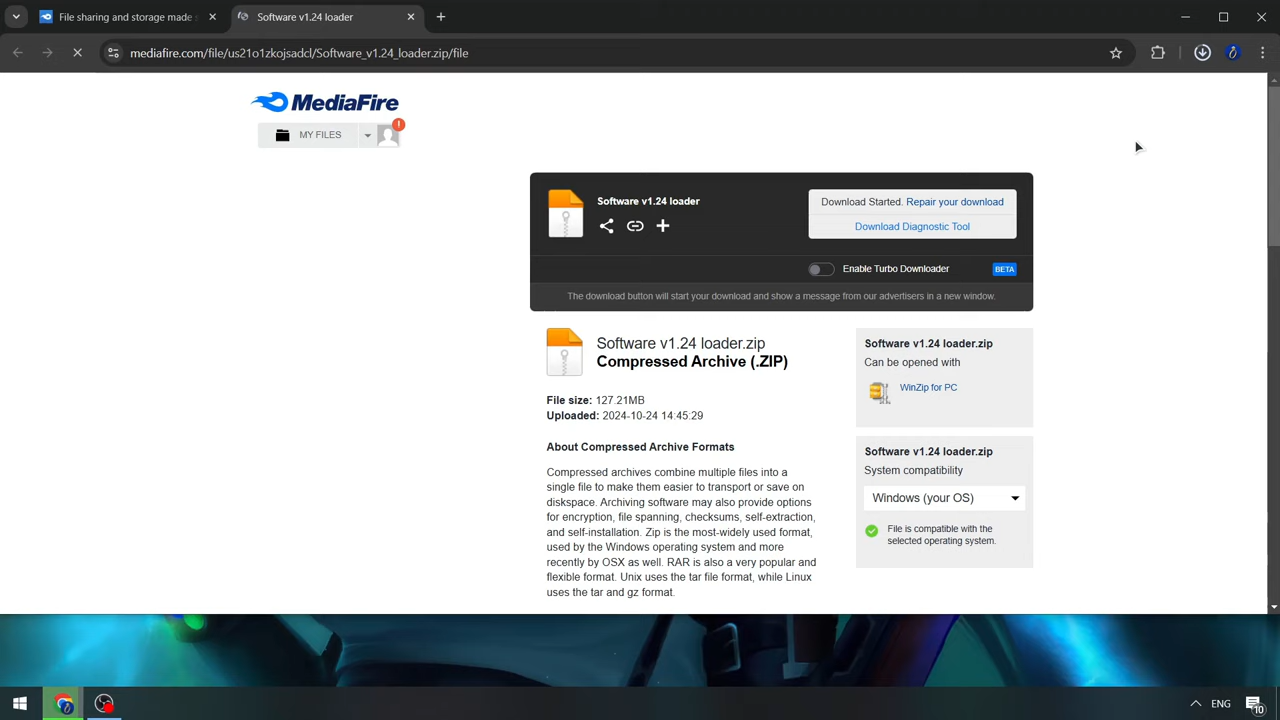 File sharing and storage made s
Software v1.24 loader
mediafire.com/file/us21o1zkojsadcl/Software_v1.24_loader.zip/file
MediaFire
MY FILES
!
Software v1.24 loader
Download Started. Repair your download
Download Diagnostic Tool
Enable Turbo Downloader
BETA
The download button will start your download and show a message from our advertisers in a new window.
Software v1.24 loader.zip
Compressed Archive (.ZIP)
File size: 127.21MB
Uploaded: 2024-10-24 14:45:29
About Compressed Archive Formats
Compressed archives combine multiple files into a
single file to make them easier to transport or save on
diskspace. Archiving software may also provide options
for encryption, file spanning, checksums, self-extraction,
and self-installation. Zip is the most-widely used format,
used by the Windows operating system and more
recently by OSX as well. RAR is also a very popular and
flexible format. Unix uses the tar file format, while Linux
uses the tar and gz format.
Software v1.24 loader.zip
Can be opened with
WinZip for PC
Software v1.24 loader.zip
System compatibility
Windows (your OS)
File is compatible with the
selected operating system.
ENG
10